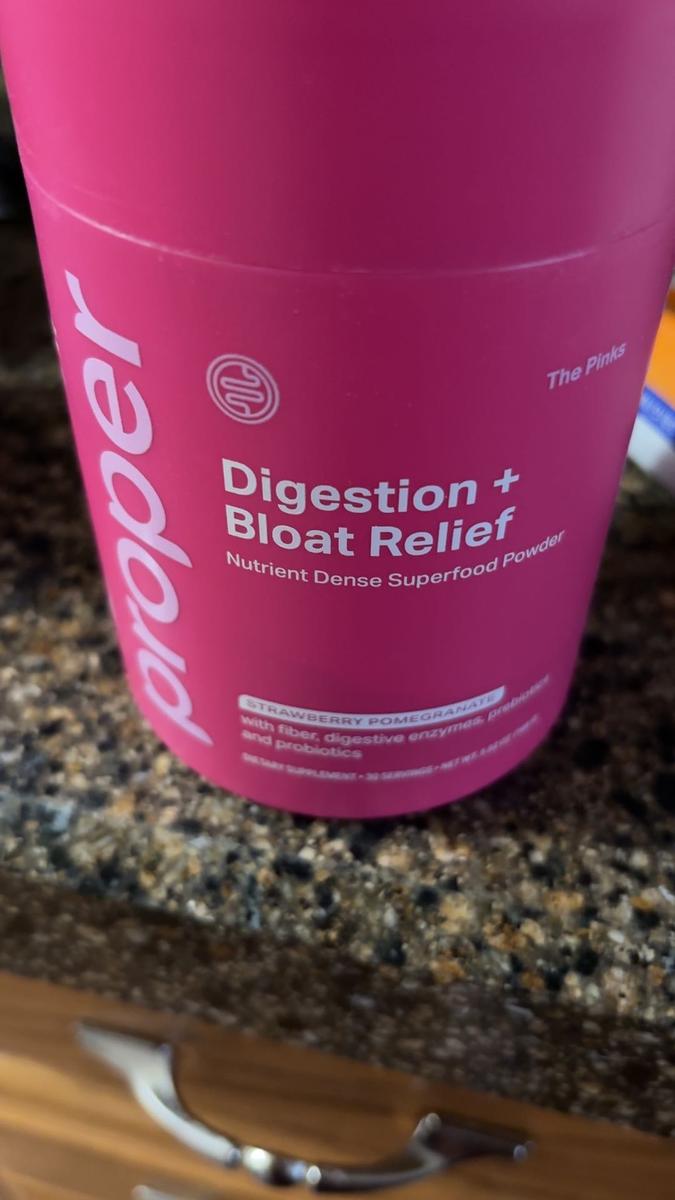 proper
The Pinks
Digestion +
Bloat Relief
Nutrient Dense Superfood Powder
STRAWBERRY POMEGRANATE
with fiber, digestive enzymes, prebiotics
and probiotics
DIETARY SUPPLEMENT • 30 SERVINGS • NET WT.